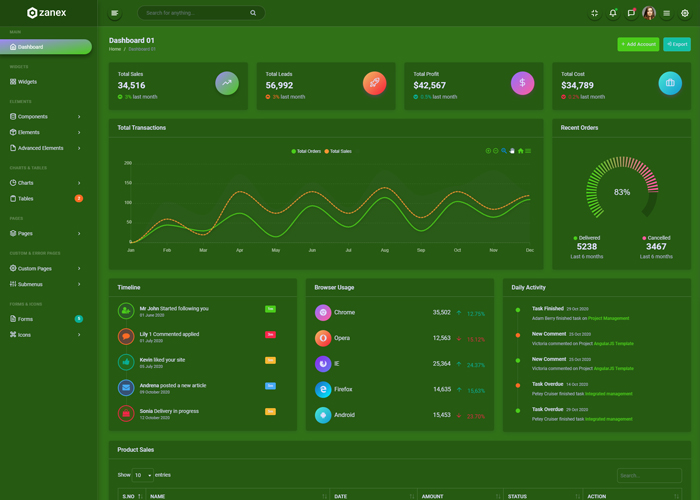 zanex
Search for anything...
MAIN
Dashboard
WIDGETS
Widgets
ELEMENTS
Components
Elements
Advanced Elements
CHARTS & TABLES
Charts
Tables
PAGES
Pages
CUSTOM & ERROR PAGES
Custom Pages
Submenus
FORMS & ICONS
Forms
Icons
Dashboard 01
Home / Dashboard 01
+ Add Account
Export
Total Sales
34,516
last month
Total Leads
56,992
last month
Total Profit
$42,567
last month
Total Cost
$34,789
last month
Total Transactions
Total Orders Total Sales
200
150
100
50
0
Jan Feb Mar Apr May Jun Jul Aug Sep Oct Nov Dec
Recent Orders
83%
Delivered
5238
Last 6 months
Cancelled
3467
Last 6 months
Timeline
Mr John Started following you
01 June 2020
Lily 1 Commented applied
01 July 2020
Kevin liked your site
05 July 2020
Andrena posted a new article
09 October 2020
Sonia Delivery in progress
12 October 2020
Browser Usage
Chrome 35,502 12.75%
Opera 12,563 15.12%
IE 25,364 24.37%
Firefox 14,635 15.63%
Android 15,453 23.70%
Daily Activity
Task Finished 29 Oct 2020
Adam Berry finished task on Project Management
New Comment 25 Oct 2020
Victoria commented on Project AngularJS Template
New Comment 25 Oct 2020
Victoria commented on Project AngularJS Template
Task Overdue 14 Oct 2020
Petey Cruiser finished task Integrated management
Task Overdue 29 Oct 2020
Petey Cruiser finished task Integrated management
Product Sales
Show 10 entries
Search...
S.NO NAME DATE AMOUNT STATUS ACTION